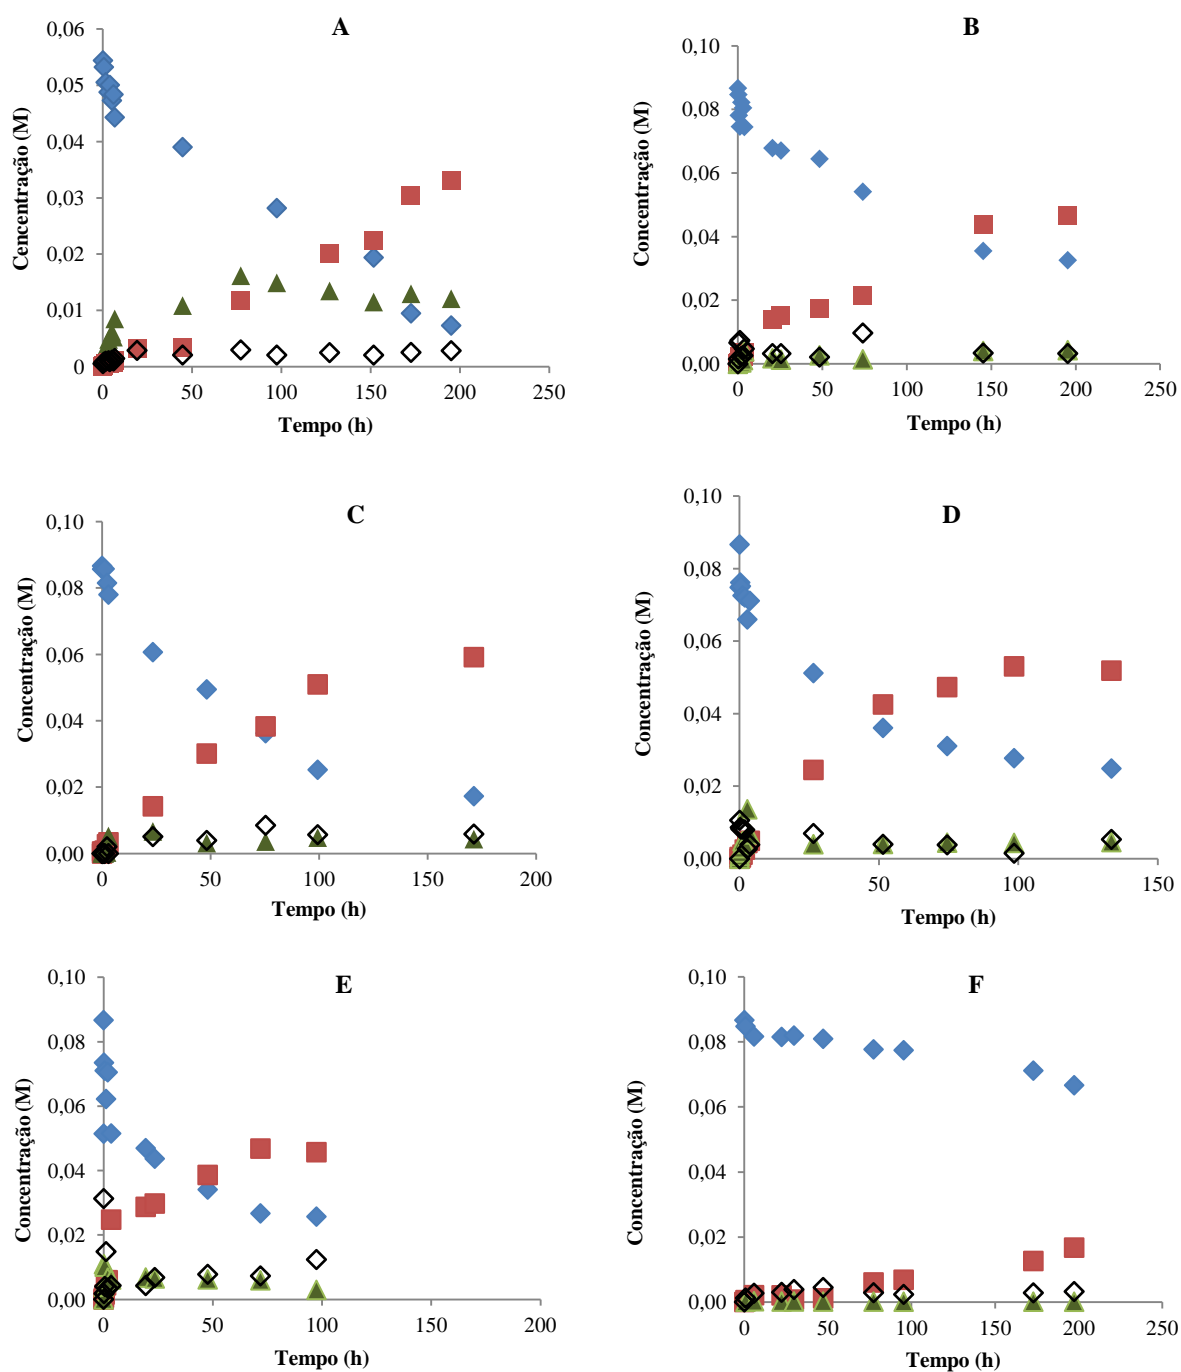 A
0,06
0,05
0,04
0,03
0,02
0,01
0
0 50 100 150 200 250
Cencentração (M)
Tempo (h)
B
0,10
0,08
0,06
0,04
0,02
0,00
0 50 100 150 200 250
Concentração (M)
Tempo (h)
C
0,10
0,08
0,06
0,04
0,02
0,00
0 50 100 150 200
Concentração (M)
Tempo (h)
D
0,10
0,08
0,06
0,04
0,02
0,00
0 50 100 150
Concentração (M)
Tempo (h)
E
0,10
0,08
0,06
0,04
0,02
0,00
0 50 100 150 200
Concentração (M)
Tempo (h)
F
0,10
0,08
0,06
0,04
0,02
0,00
0 50 100 150 200 250
Concentração (M)
Tempo (h)